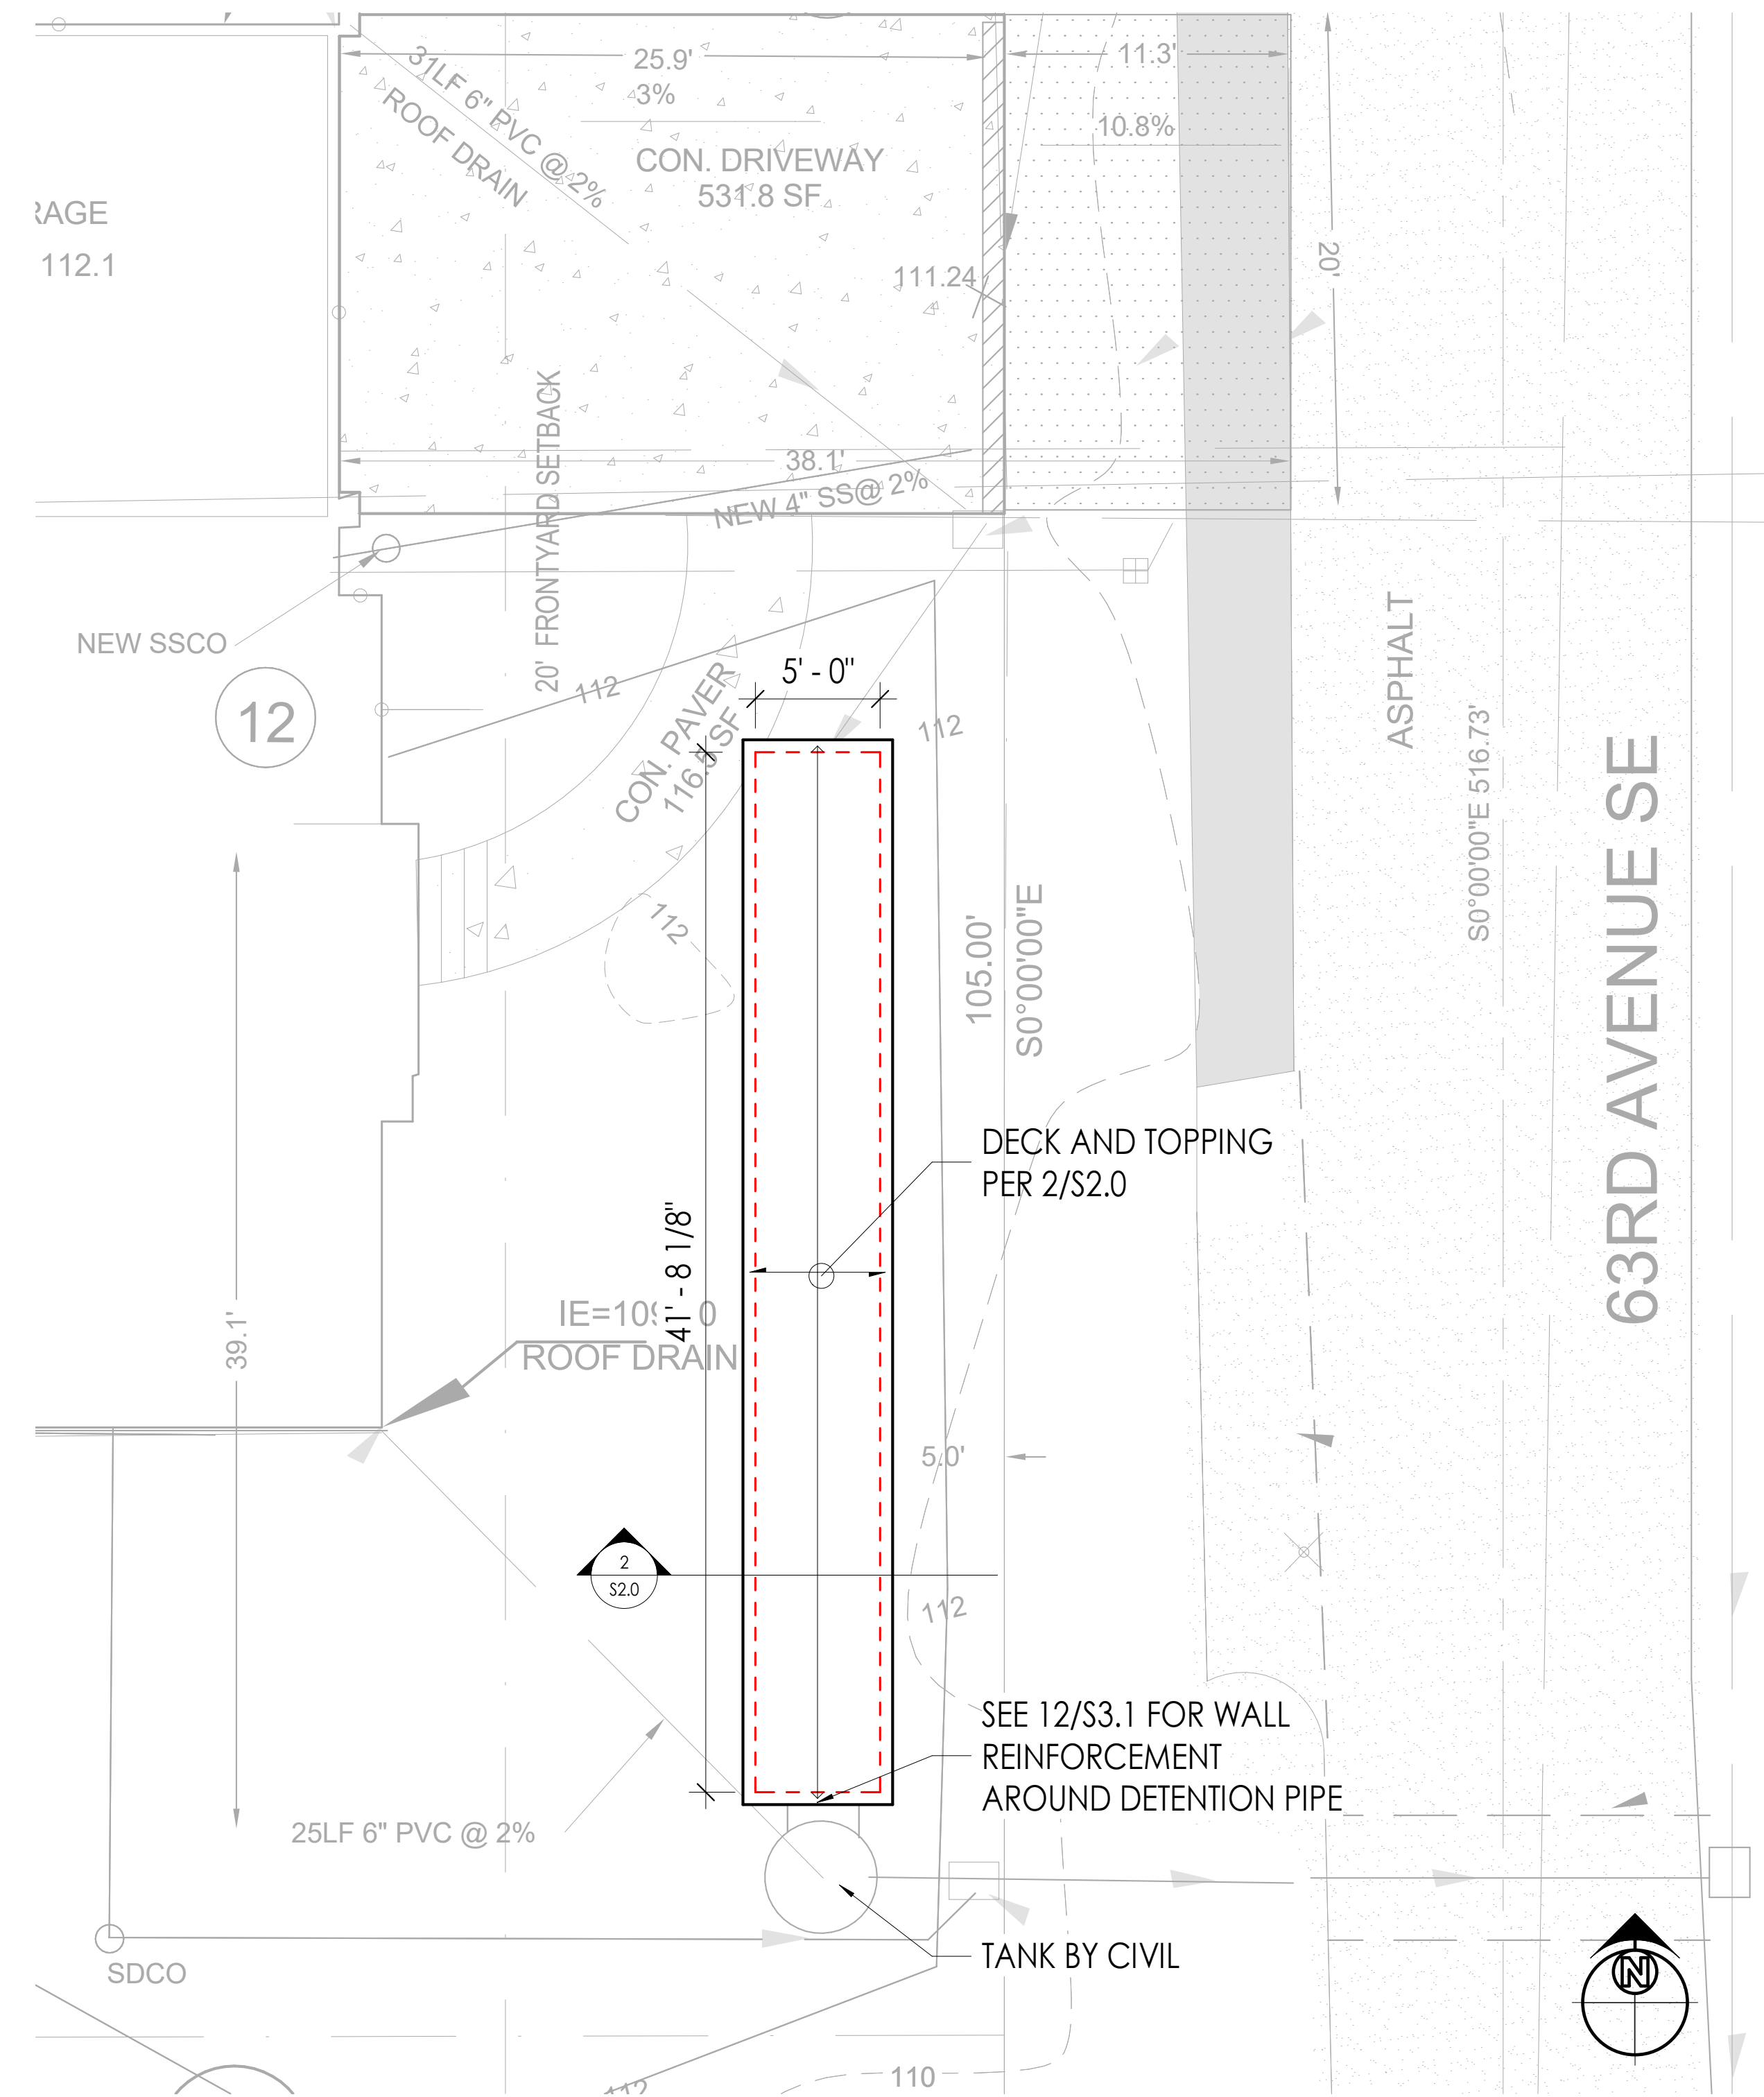 25.9'
3%
11.3'
10.8%
31LF 6" PVC @ 2%
ROOF DRAIN
CON. DRIVEWAY
531.8 SF
RAGE
112.1
111.24
20'
20' FRONTYARD SETBACK
38.1'
NEW 4" SS@ 2%
NEW SSCO
12
112
CON. PAVER
116.5 SF
5' - 0"
112
ASPHALT
S0°00'00"E 516.73'
63RD AVENUE SE
112
105.00'
S0°00'00"E
DECK AND TOPPING
PER 2/S2.0
41' - 8 1/8"
39.1'
ROOF DRAIN
5.0'
2
S2.0
112
SEE 12/S3.1 FOR WALL
REINFORCEMENT
AROUND DETENTION PIPE
25LF 6" PVC @ 2%
TANK BY CIVIL
SDCO
N
110
112